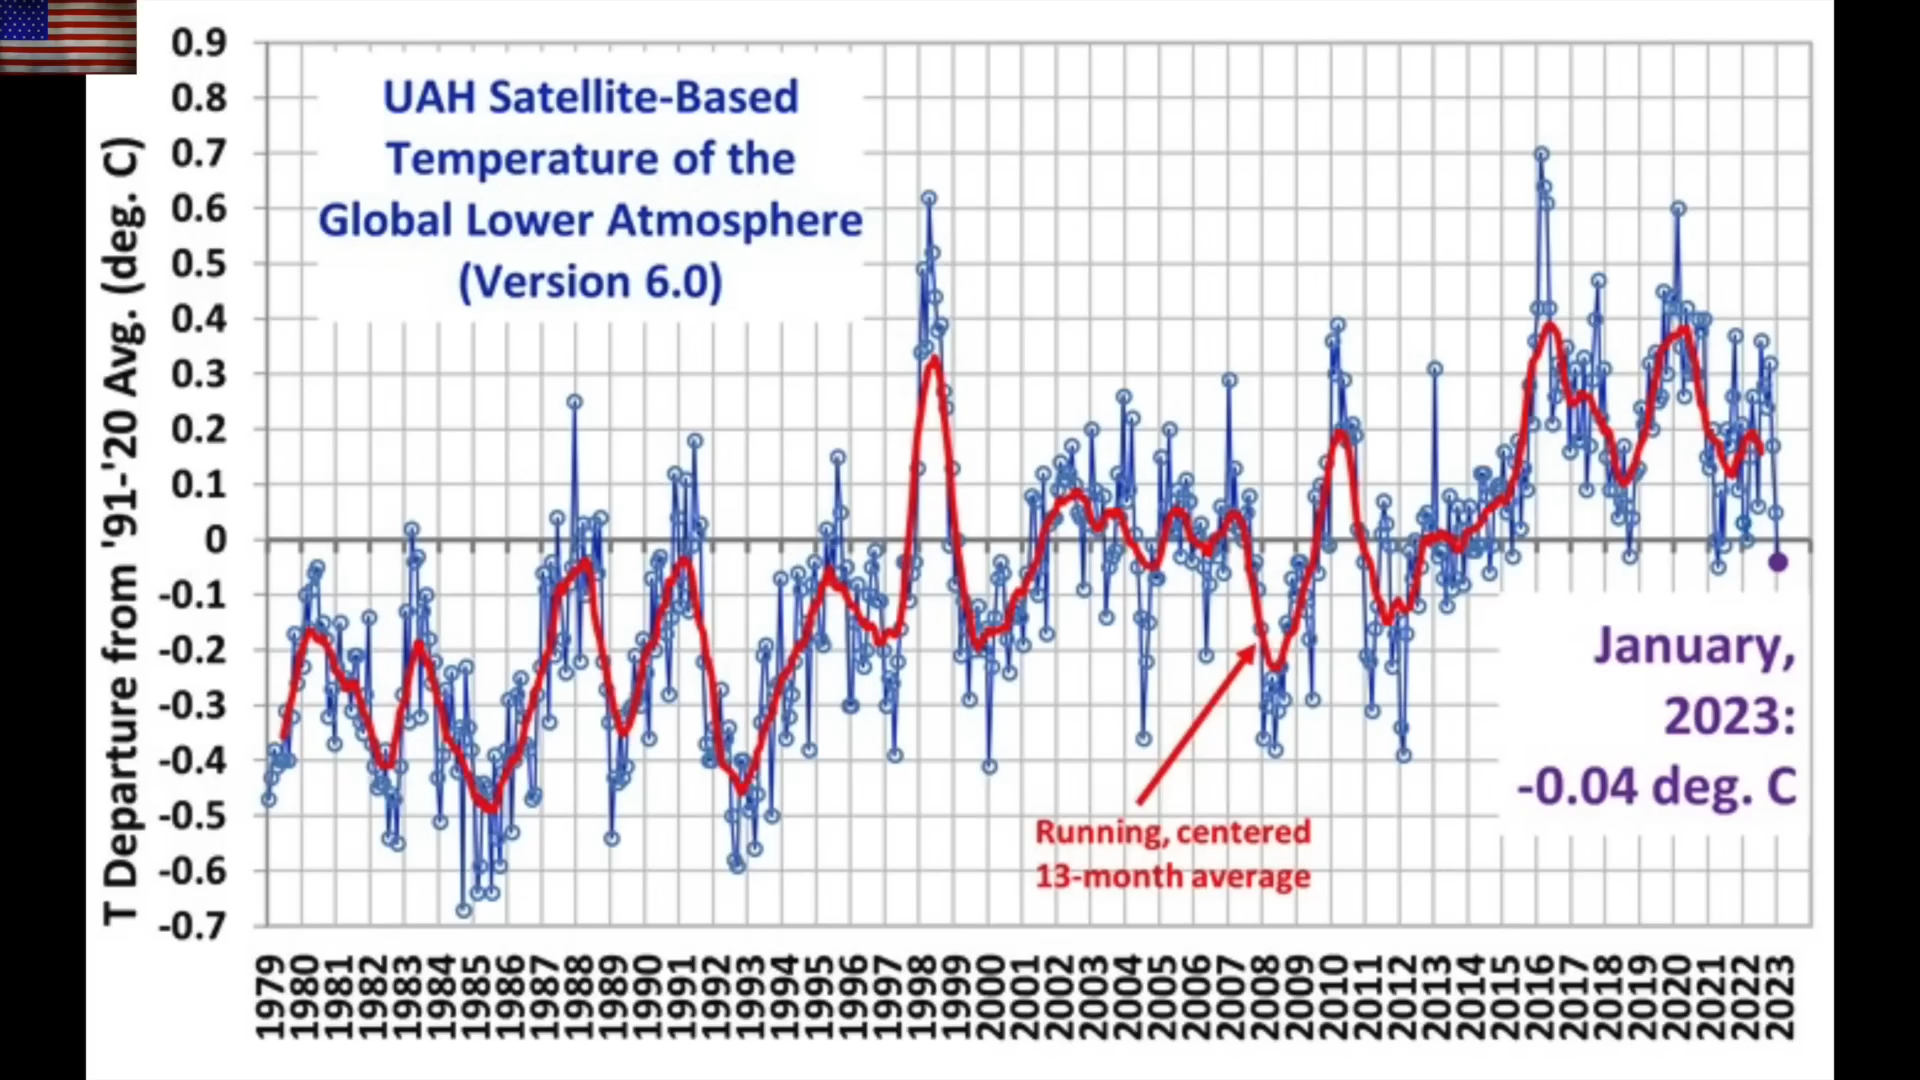 UAH Satellite-Based
Temperature of the
Global Lower Atmosphere
(Version 6.0)
T Departure from '91-'20 Avg. (deg. C)
0.9
0.8
0.7
0.6
0.5
0.4
0.3
0.2
0.1
0
-0.1
-0.2
-0.3
-0.4
-0.5
-0.6
-0.7
January,
2023:
-0.04 deg. C
Running, centered
13-month average
1979 1980 1981 1982 1983 1984 1985 1986 1987 1988 1989 1990 1991 1992 1993 1994 1995 1996 1997 1998 1999 2000 2001 2002 2003 2004 2005 2006 2007 2008 2009 2010 2011 2012 2013 2014 2015 2016 2017 2018 2019 2020 2021 2022 2023